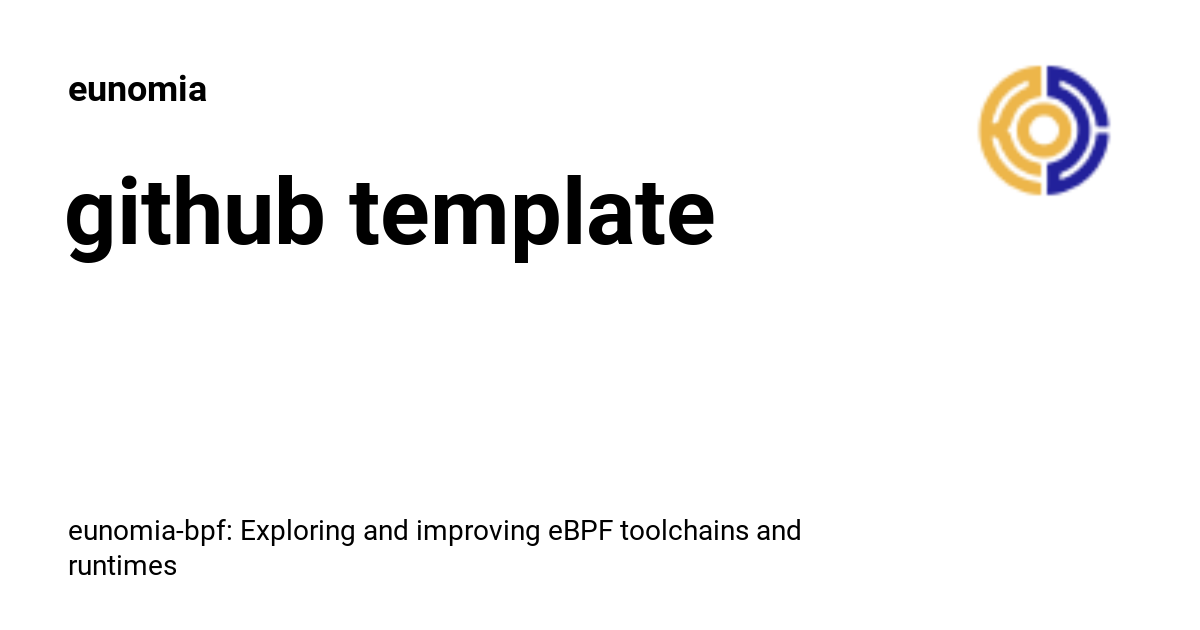 eunomia
github template
eunomia-bpf: Exploring and improving eBPF toolchains and
runtimes